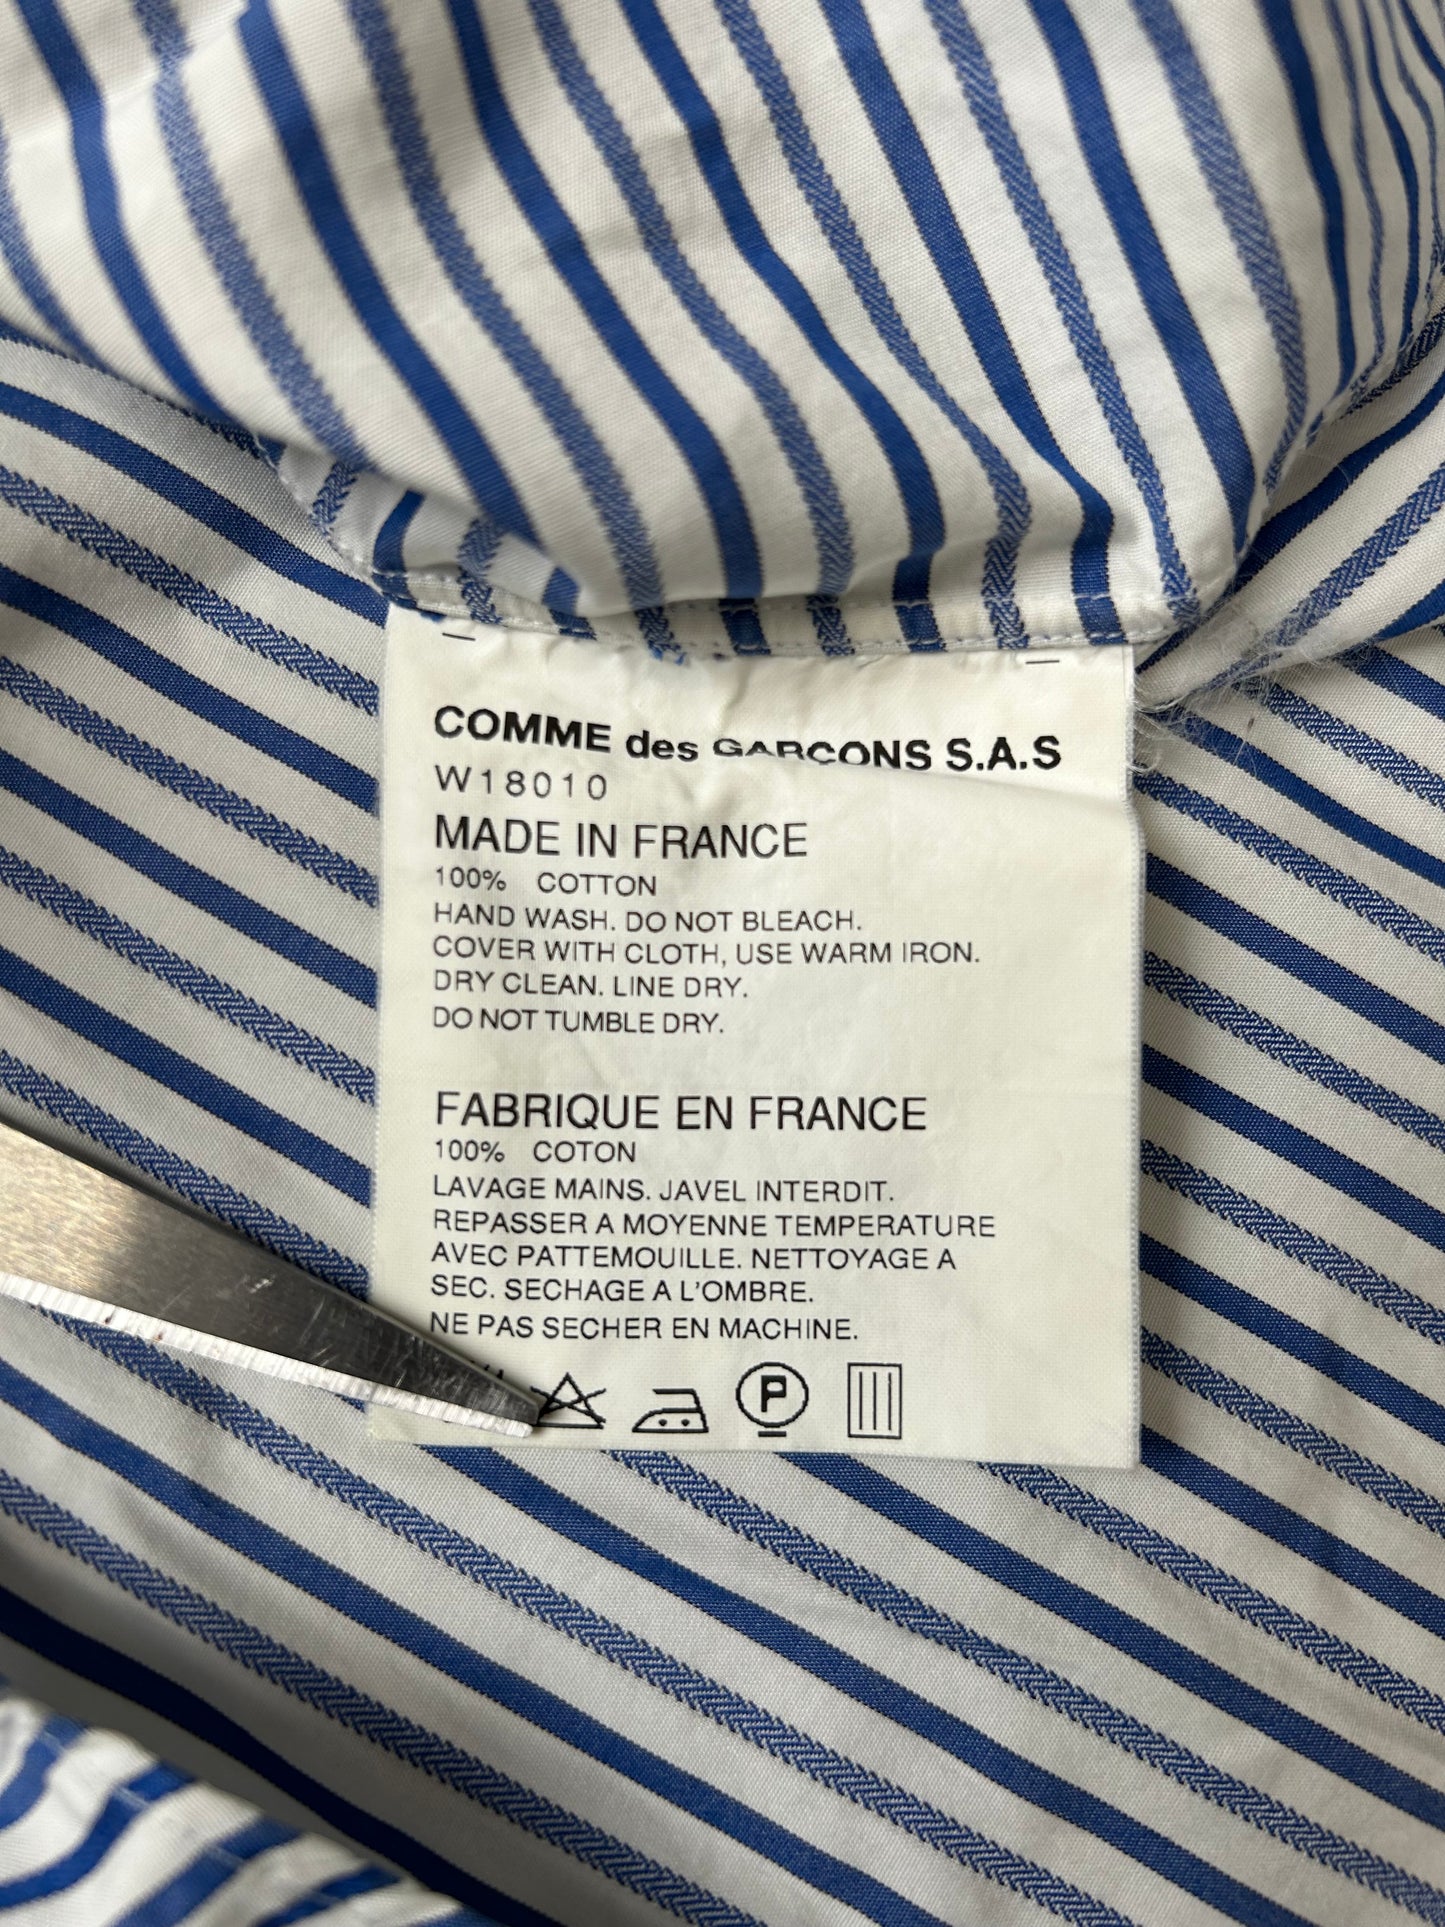 COMME des GARCONS S.A.S
W18010
MADE IN FRANCE
100% COTTON
HAND WASH. DO NOT BLEACH.
COVER WITH CLOTH, USE WARM IRON.
DRY CLEAN. LINE DRY.
DO NOT TUMBLE DRY.
FABRIQUE EN FRANCE
100% COTON
LAVAGE MAINS. JAVEL INTERDIT.
REPASSER A MOYENNE TEMPERATURE
AVEC PATTEMOUILLE. NETTOYAGE A
SEC. SECHAGE A L'OMBRE.
NE PAS SECHER EN MACHINE.
P